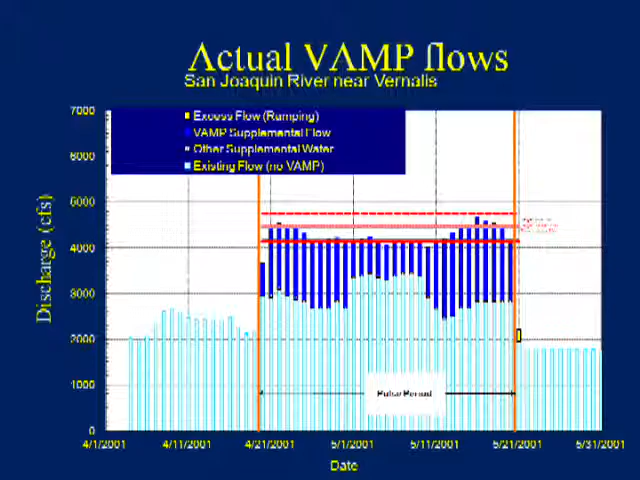 Actual VAMP flows
San Joaquin River near Vernalis
7000
6000
5000
4000
3000
2000
1000
0
Discharge (cfs)
Excess Flow (Ramping)
VAMP Supplemental Flow
Other Supplemental Water
Existing Flow (no VAMP)
Pulse Period
4/1/2001 4/11/2001 4/21/2001 5/1/2001 5/11/2001 5/21/2001 5/31/2001
Date